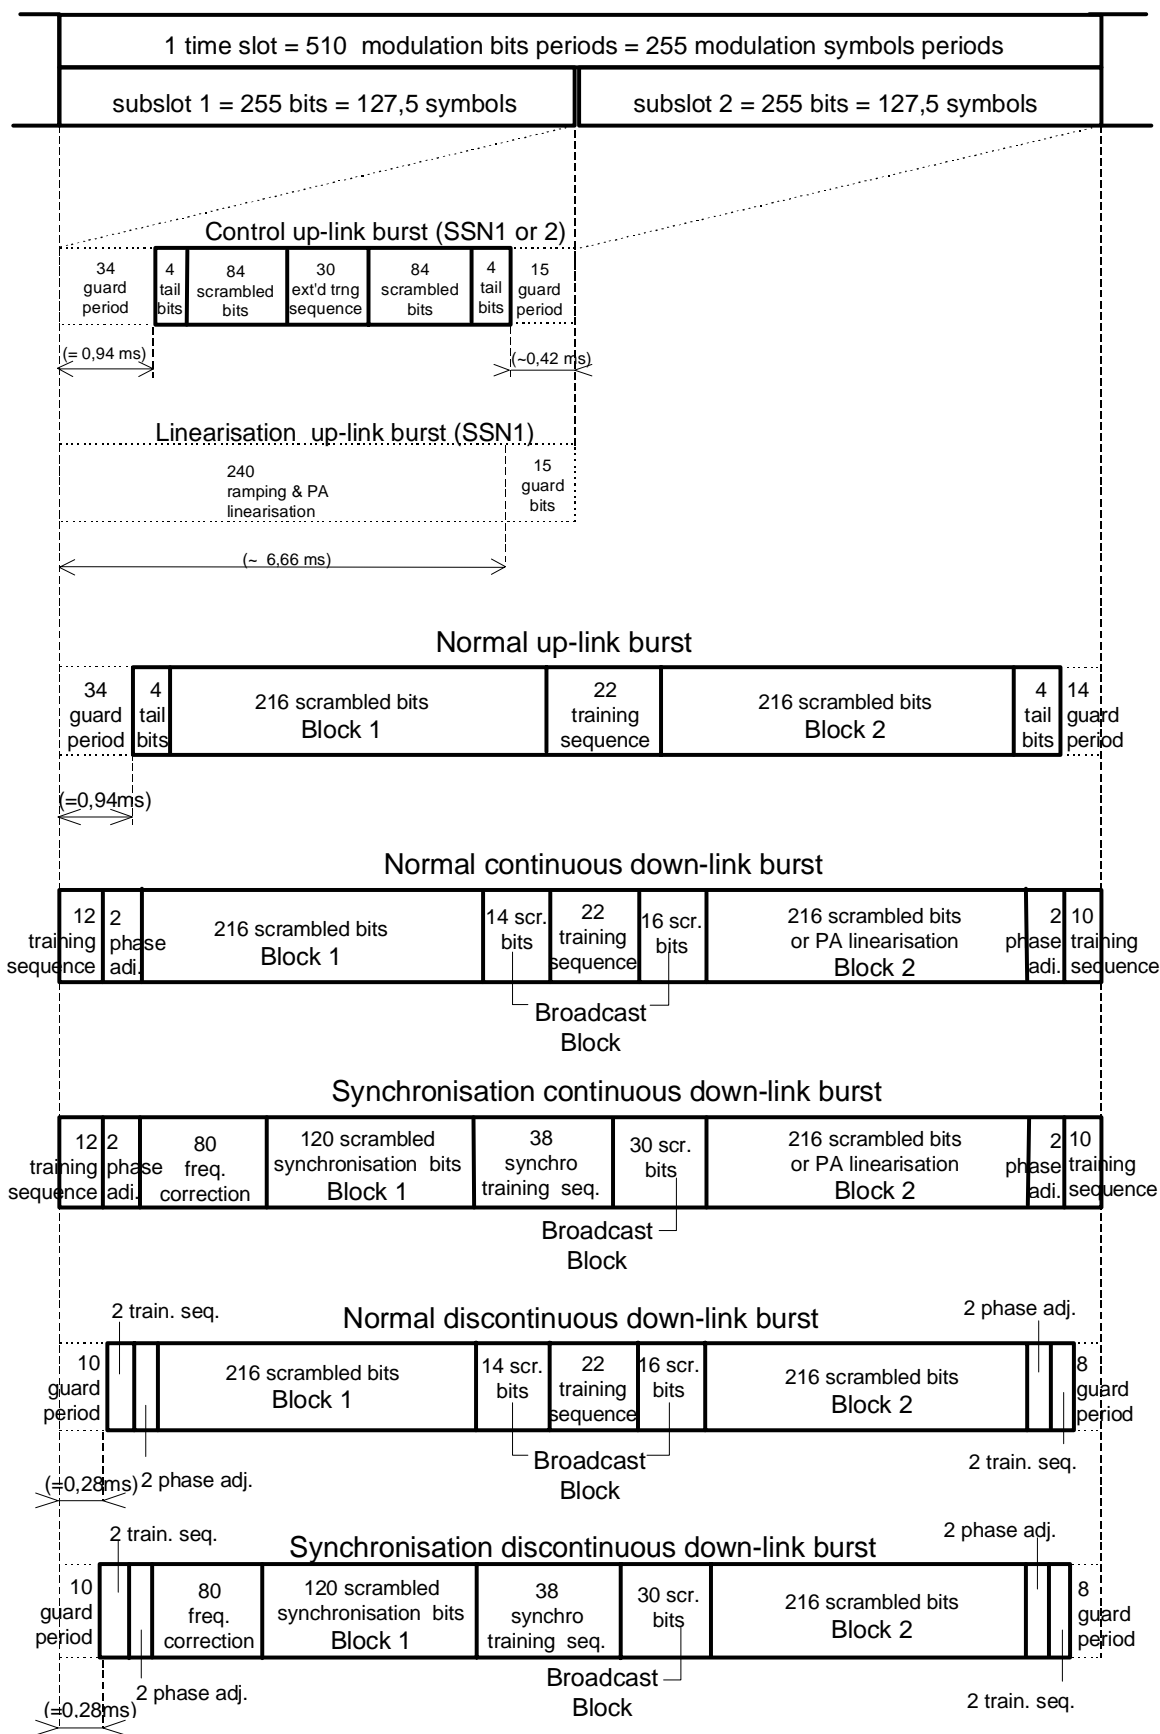 1 time slot = 510 modulation bits periods = 255 modulation symbols periods
subslot 1 = 255 bits = 127,5 symbols
subslot 2 = 255 bits = 127,5 symbols
Control up-link burst (SSN1 or 2)
34
guard
period
4
tail
bits
84
scrambled
bits
30
ext'd trng
sequence
84
scrambled
bits
4
tail
bits
15
guard
period
(= 0,94 ms)
(~0,42 ms)
Linearisation up-link burst (SSN1)
240
ramping & PA
linearisation
15
guard
bits
(~ 6,66 ms)
Normal up-link burst
34
guard
period
4
tail
bits
216 scrambled bits
Block 1
22
training
sequence
216 scrambled bits
Block 2
4
tail
bits
14
guard
period
(=0,94ms)
Normal continuous down-link burst
12
training
sequence
2
phase
adj.
216 scrambled bits
Block 1
14 scr.
bits
22
training
sequence
16 scr.
bits
216 scrambled bits
or PA linearisation
Block 2
2
phase
adj.
10
training
sequence
Broadcast
Block
Synchronisation continuous down-link burst
12
training
sequence
2
phase
adj.
80
freq.
correction
120 scrambled
synchronisation bits
Block 1
38
synchro
training seq.
30 scr.
bits
216 scrambled bits
or PA linearisation
Block 2
2
phase
adj.
10
training
sequence
Broadcast
Block
Normal discontinuous down-link burst
2 train. seq.
2 phase adj.
10
guard
period
216 scrambled bits
Block 1
14 scr.
bits
22
training
sequence
16 scr.
bits
216 scrambled bits
Block 2
8
guard
period
Broadcast
Block
2 train. seq.
(=0,28ms)
2 phase adj.
Synchronisation discontinuous down-link burst
2 train. seq.
2 phase adj.
10
guard
period
80
freq.
correction
120 scrambled
synchronisation bits
Block 1
38
synchro
training seq.
30 scr.
bits
216 scrambled bits
Block 2
8
guard
period
Broadcast
Block
2 phase adj.
2 train. seq.
(=0,28ms)